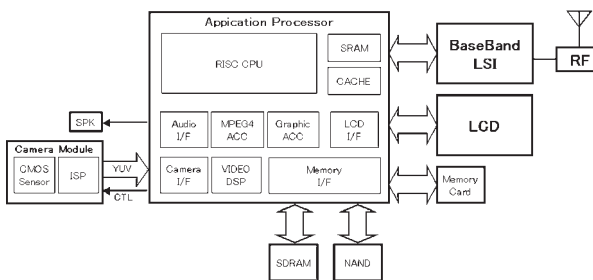 Appication Processor
RISC CPU
SRAM
CACHE
BaseBand
LSI
RF
SPK
Audio
I/F
MPEG4
ACC
Graphic
ACC
LCD
I/F
LCD
Camera Module
CMOS
Sensor
ISP
YUV
CTL
Camera
I/F
VIDEO
DSP
Memory
I/F
Memory
Card
SDRAM
NAND